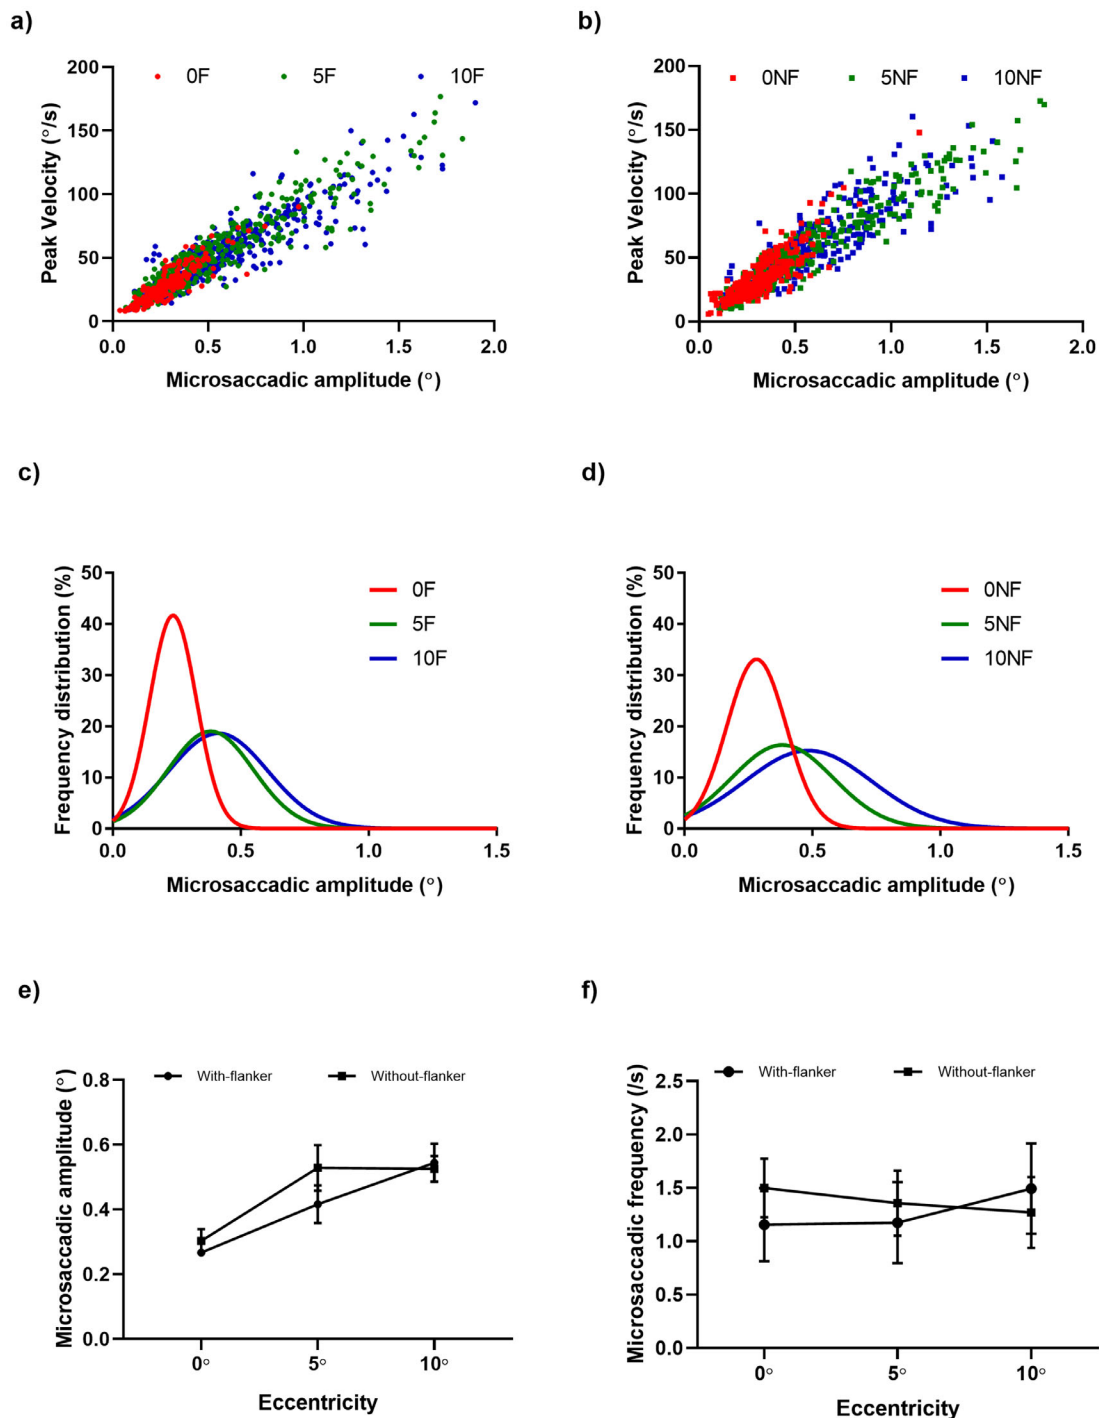 a)
0F 5F 10F
Peak Velocity (°/s)
200
150
100
50
0
0.0 0.5 1.0 1.5 2.0
Microsaccadic amplitude (°)
b)
0NF 5NF 10NF
Peak Velocity (°/s)
200
150
100
50
0
0.0 0.5 1.0 1.5 2.0
Microsaccadic amplitude (°)
c)
Frequency distribution (%)
50
40
30
20
10
0
0F
5F
10F
0.0 0.5 1.0 1.5
Microsaccadic amplitude (°)
d)
Frequency distribution (%)
50
40
30
20
10
0
0NF
5NF
10NF
0.0 0.5 1.0 1.5
Microsaccadic amplitude (°)
e)
With-flanker Without-flanker
Microsaccadic amplitude (°)
0.8
0.6
0.4
0.2
0.0
0° 5° 10°
Eccentricity
f)
With-flanker Without-flanker
Microsaccadic frequency (/s)
2.5
2.0
1.5
1.0
0.5
0.0
0° 5° 10°
Eccentricity